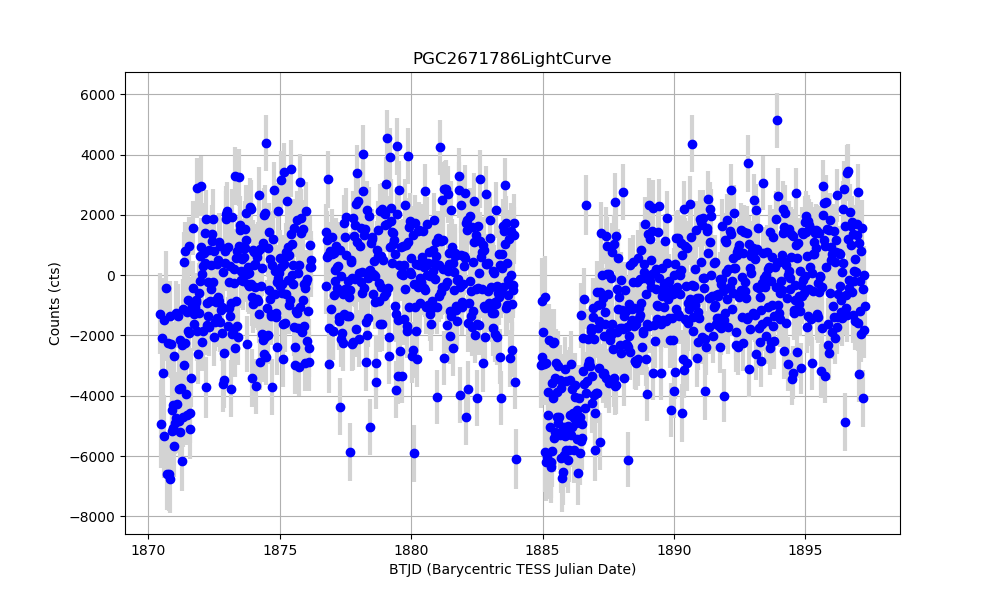 PGC2671786LightCurve
Counts (cts)
6000
4000
2000
0
−2000
−4000
−6000
−8000
1870 1875 1880 1885 1890 1895
BTJD (Barycentric TESS Julian Date)